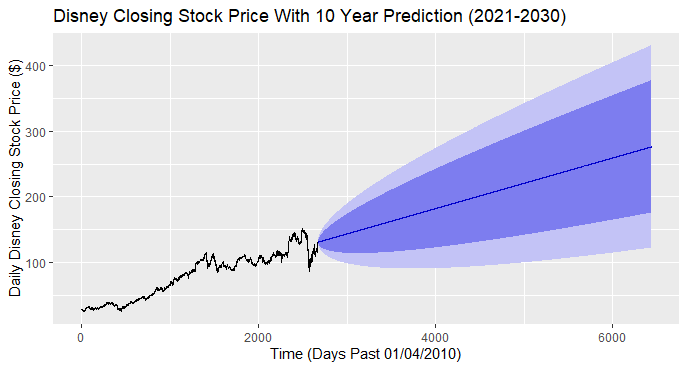 Disney Closing Stock Price With 10 Year Prediction (2021-2030)
Daily Disney Closing Stock Price ($)
400
300
200
100
0
2000
4000
6000
Time (Days Past 01/04/2010)